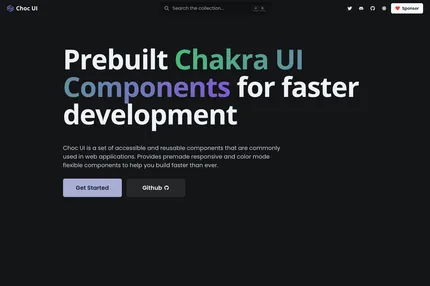 Choc UI
Search the collection...
Sponsor
Prebuilt Chakra UI
Components for faster
development
Choc UI is a set of accessible and reusable components that are commonly
used in web applications. Provides premade responsive and color mode
flexible components to help you build faster than ever.
Get Started
Github